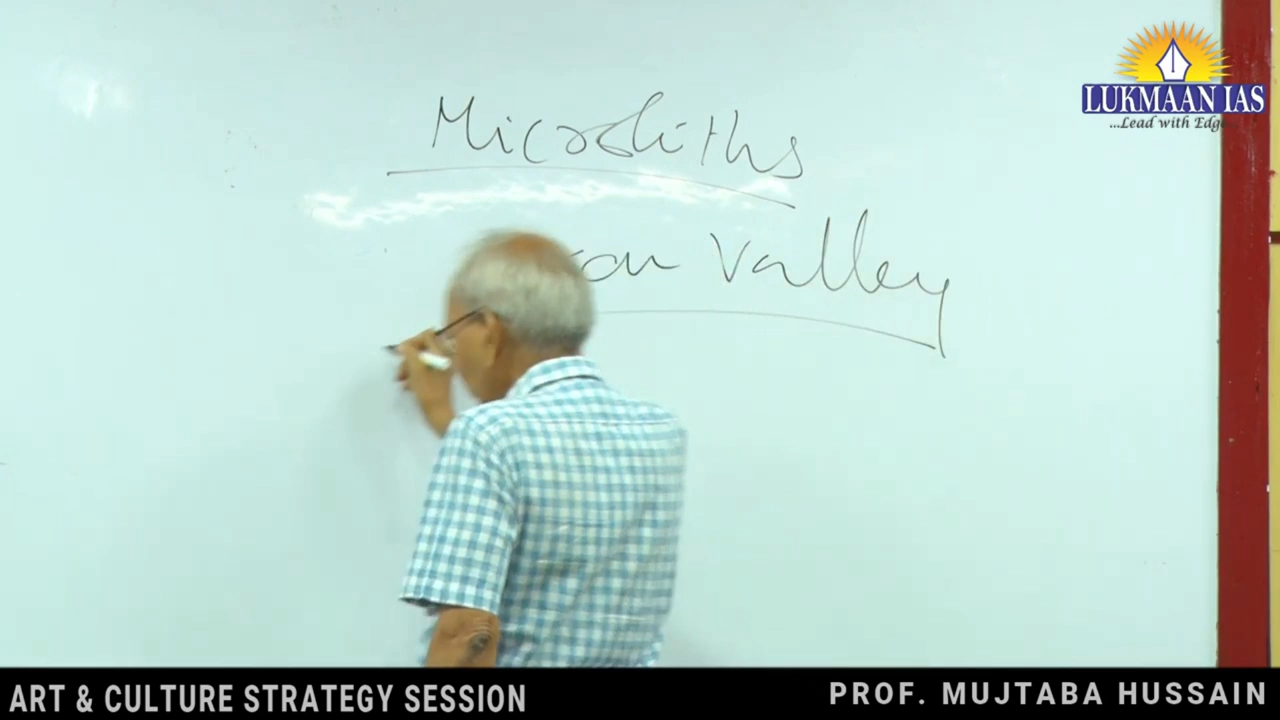 LUKMAAN IAS
...Lead with Edge
Microliths
Valley
ART & CULTURE STRATEGY SESSION
PROF. MUJTABA HUSSAIN